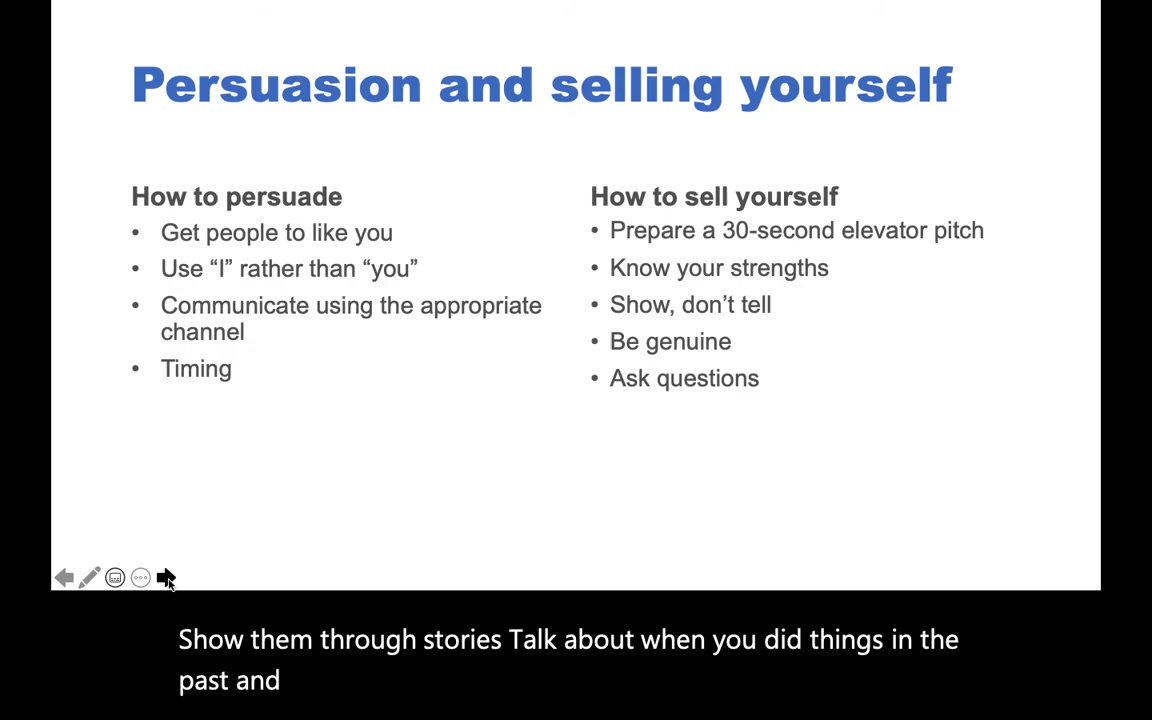 Persuasion and selling yourself
How to persuade
• Get people to like you
• Use “I” rather than “you”
• Communicate using the appropriate
channel
• Timing
How to sell yourself
• Prepare a 30-second elevator pitch
• Know your strengths
• Show, don’t tell
• Be genuine
• Ask questions
Show them through stories Talk about when you did things in the
past and